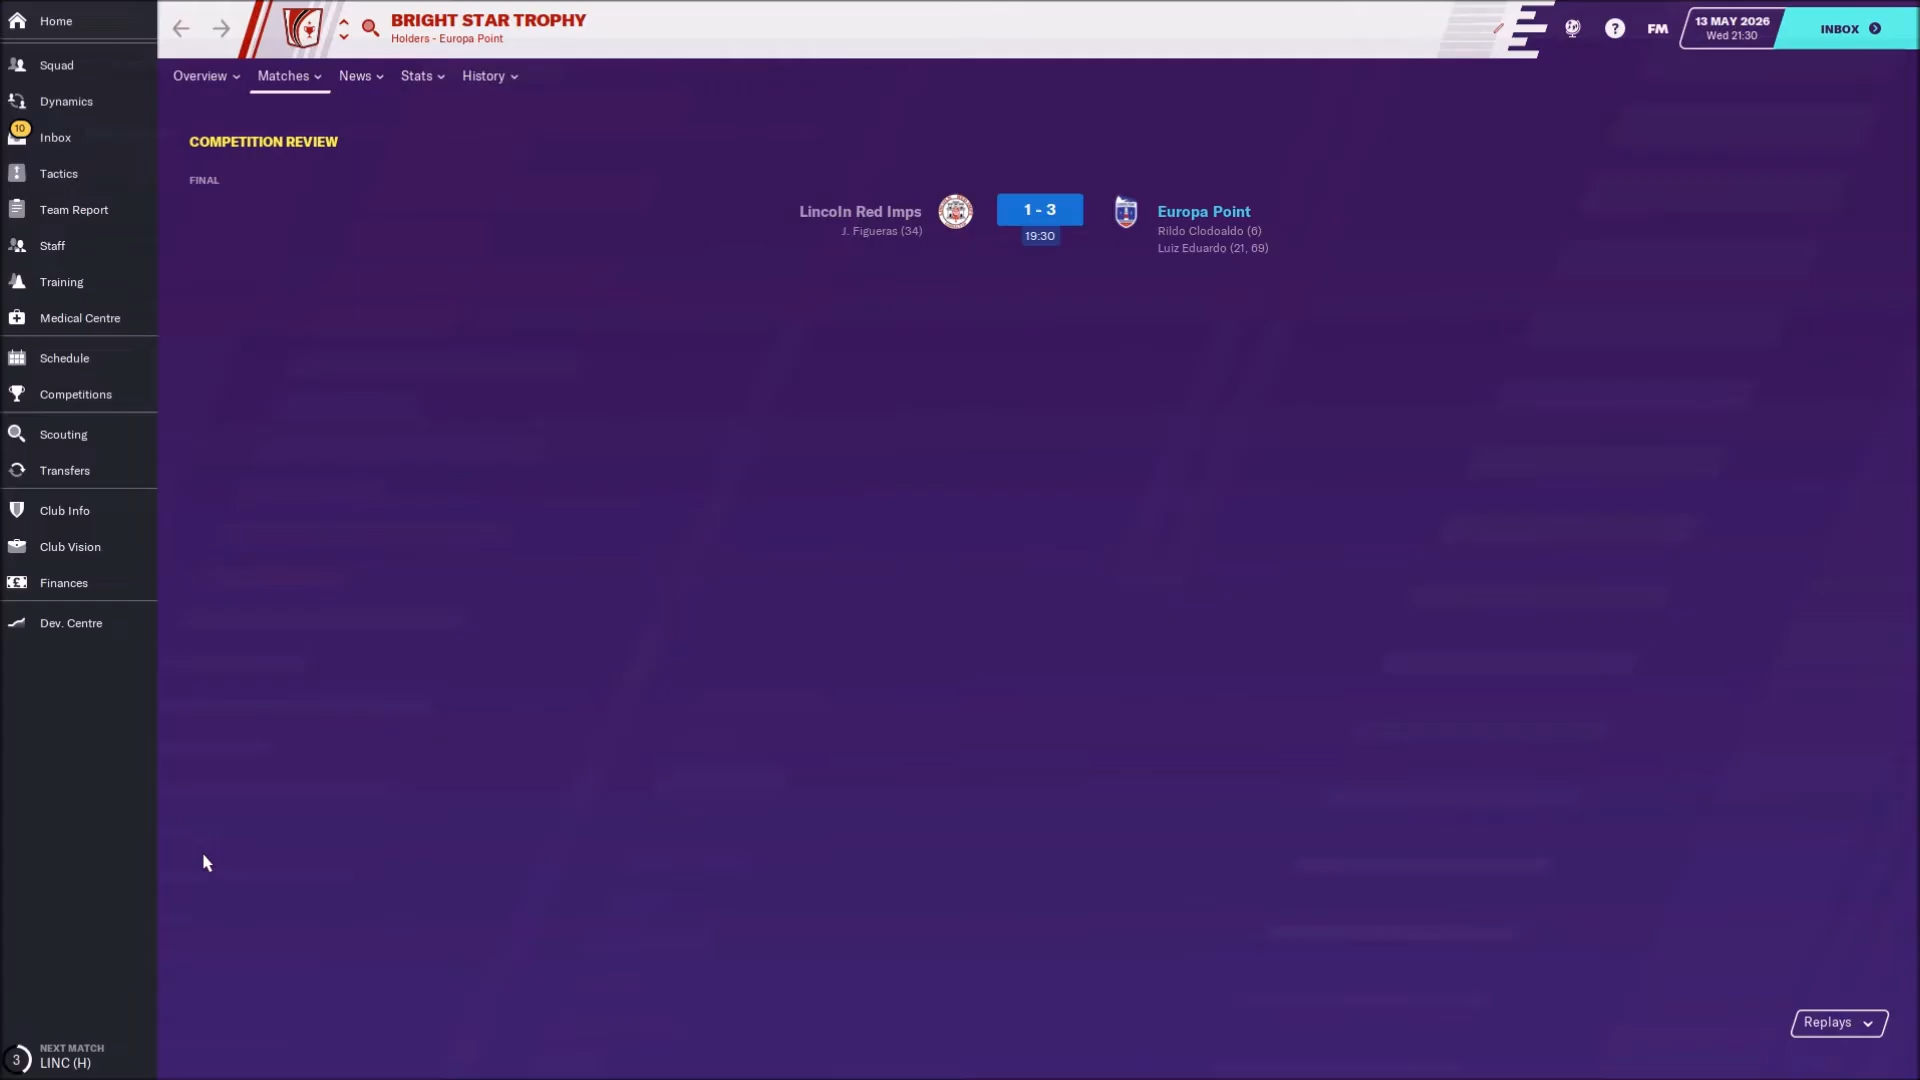 Home
Squad
Dynamics
10
Inbox
Tactics
Team Report
Staff
Training
Medical Centre
Schedule
Competitions
Scouting
Transfers
Club Info
Club Vision
Finances
Dev. Centre
3
NEXT MATCH
LINC (H)
BRIGHT STAR TROPHY
Holders - Europa Point
?
FM
13 MAY 2026
Wed 21:30
INBOX
Overview
Matches
News
Stats
History
COMPETITION REVIEW
FINAL
Lincoln Red Imps
1 - 3
Europa Point
J. Figueras (34)
19:30
Rildo Clodoaldo (6)
Luiz Eduardo (21, 69)
Replays